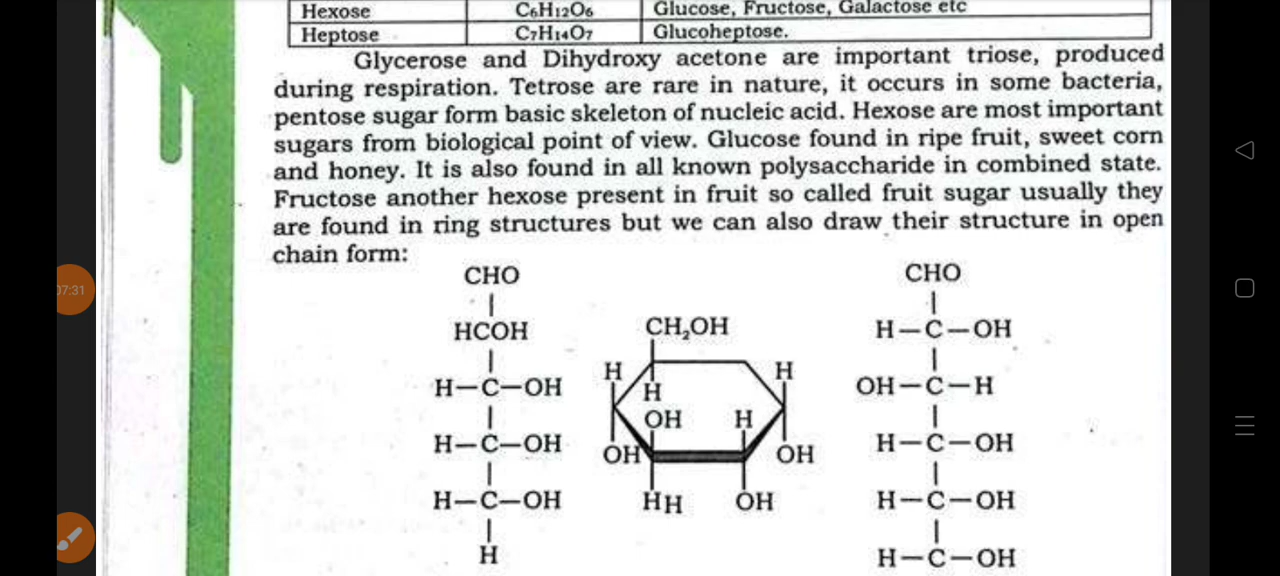 Hexose C₆H₁₂O₆ Glucose, Fructose, Galactose etc
Heptose C₇H₁₄O₇ Glucoheptose.
Glycerose and Dihydroxy acetone are important triose, produced
during respiration. Tetrose are rare in nature, it occurs in some bacteria,
pentose sugar form basic skeleton of nucleic acid. Hexose are most important
sugars from biological point of view. Glucose found in ripe fruit, sweet corn
and honey. It is also found in all known polysaccharide in combined state.
Fructose another hexose present in fruit so called fruit sugar usually they
are found in ring structures but we can also draw their structure in open
chain form:
CHO
HCOH
H—C—OH
H—C—OH
H—C—OH
H
CH₂OH
H H
H
OH H
OH OH
HH OH
CHO
H—C—OH
OH—C—H
H—C—OH
H—C—OH
H—C—OH
07:31